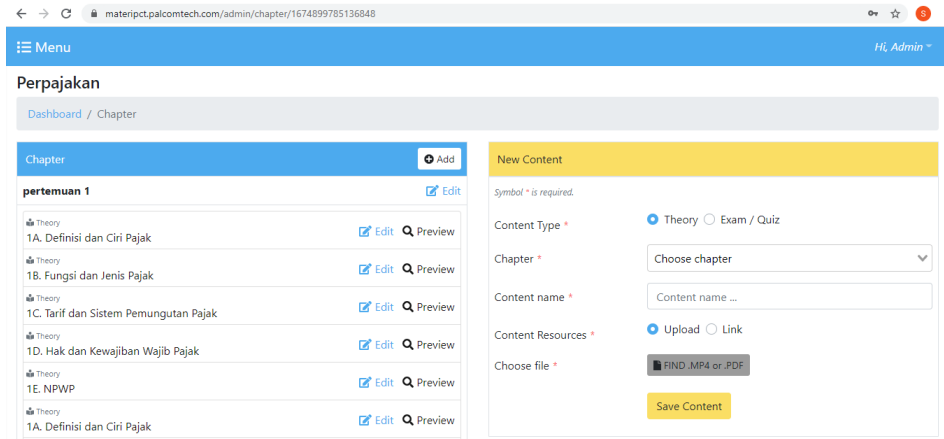 materipct.palcomtech.com/admin/chapter/1674899785136848
S
Menu
Hi, Admin
Perpajakan
Dashboard / Chapter
Chapter
Add
pertemuan 1
Edit
Theory
1A. Definisi dan Ciri Pajak
Edit Preview
Theory
1B. Fungsi dan Jenis Pajak
Edit Preview
Theory
1C. Tarif dan Sistem Pemungutan Pajak
Edit Preview
Theory
1D. Hak dan Kewajiban Wajib Pajak
Edit Preview
Theory
1E. NPWP
Edit Preview
Theory
1A. Definisi dan Ciri Pajak
Edit Preview
New Content
Symbol * is required.
Content Type *
Theory Exam / Quiz
Chapter *
Choose chapter
Content name *
Content name ...
Content Resources *
Upload Link
Choose file *
FIND .MP4 or .PDF
Save Content